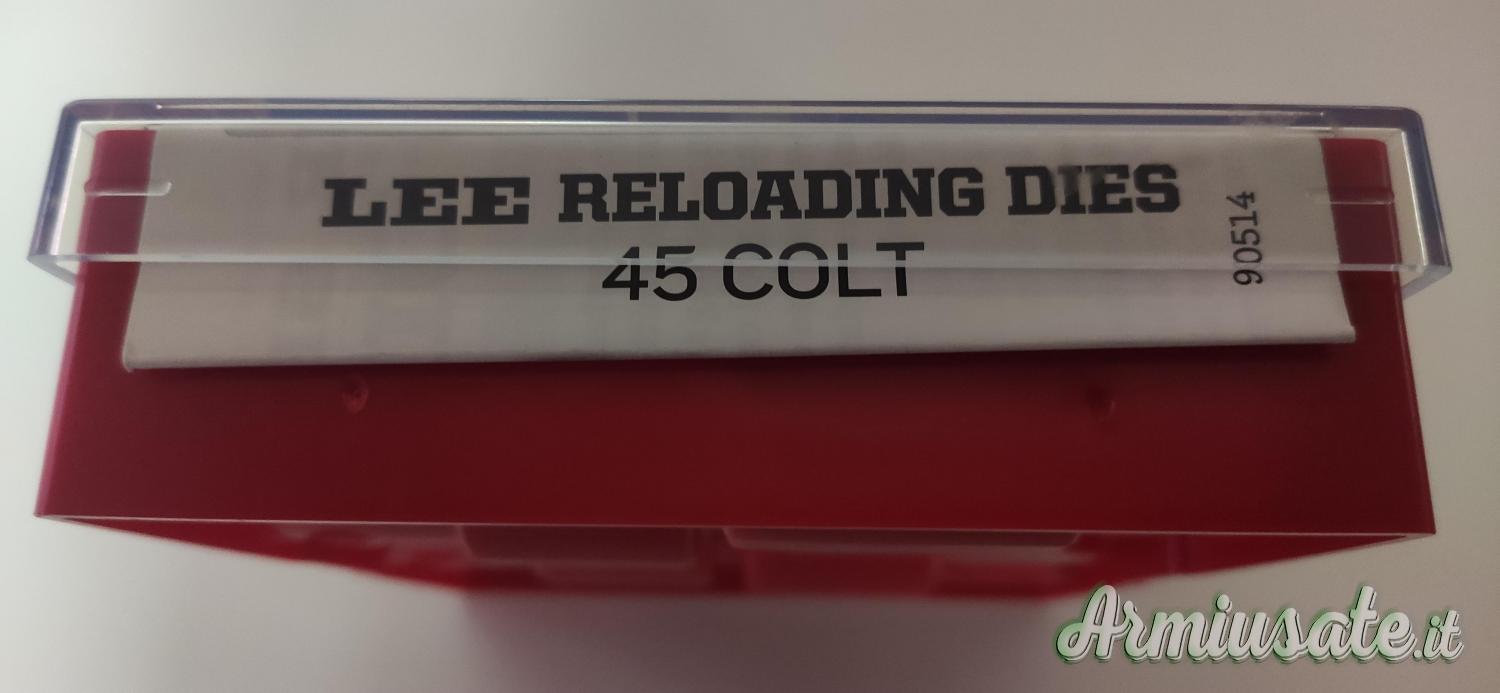 LEE RELOADING DIES
45 COLT
90514
Armiusate.it